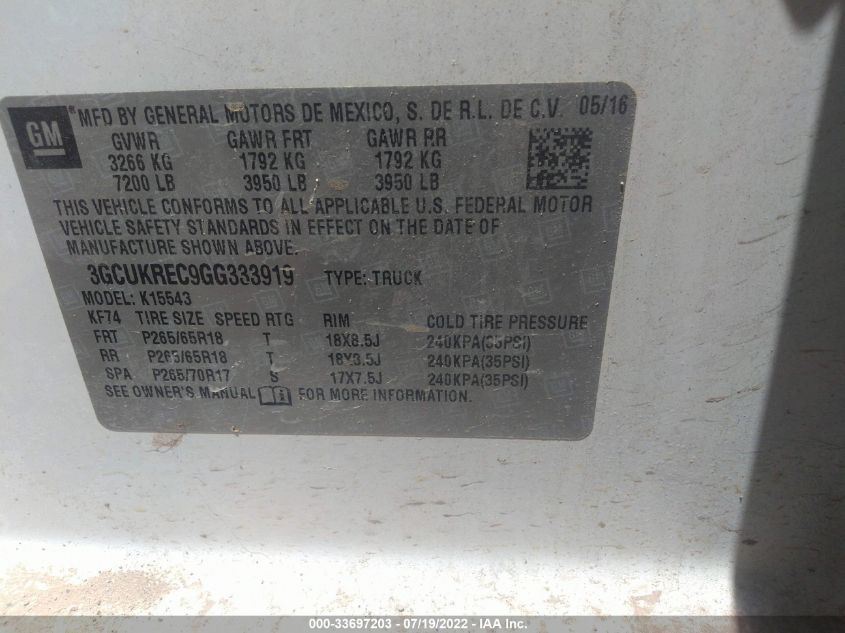 GM ® MFD BY GENERAL MOTORS DE MEXICO, S. DE R.L. DE C.V. 05/16
GVWR GAWR FRT GAWR RR
3266 KG 1792 KG 1792 KG
7200 LB 3950 LB 3950 LB
THIS VEHICLE CONFORMS TO ALL APPLICABLE U.S. FEDERAL MOTOR
VEHICLE SAFETY STANDARDS IN EFFECT ON THE DATE OF
MANUFACTURE SHOWN ABOVE.
3GCUKREC9GG333919 TYPE: TRUCK
MODEL: K15543
KF74 TIRE SIZE SPEED RTG RIM COLD TIRE PRESSURE
FRT P265/65R18 T 18X8.5J 240KPA(35PSI)
RR P265/65R18 T 18X8.5J 240KPA(35PSI)
SPA P265/70R17 S 17X7.5J 240KPA(35PSI)
SEE OWNER'S MANUAL FOR MORE INFORMATION.
000-33697203 - 07/19/2022 - IAA Inc.